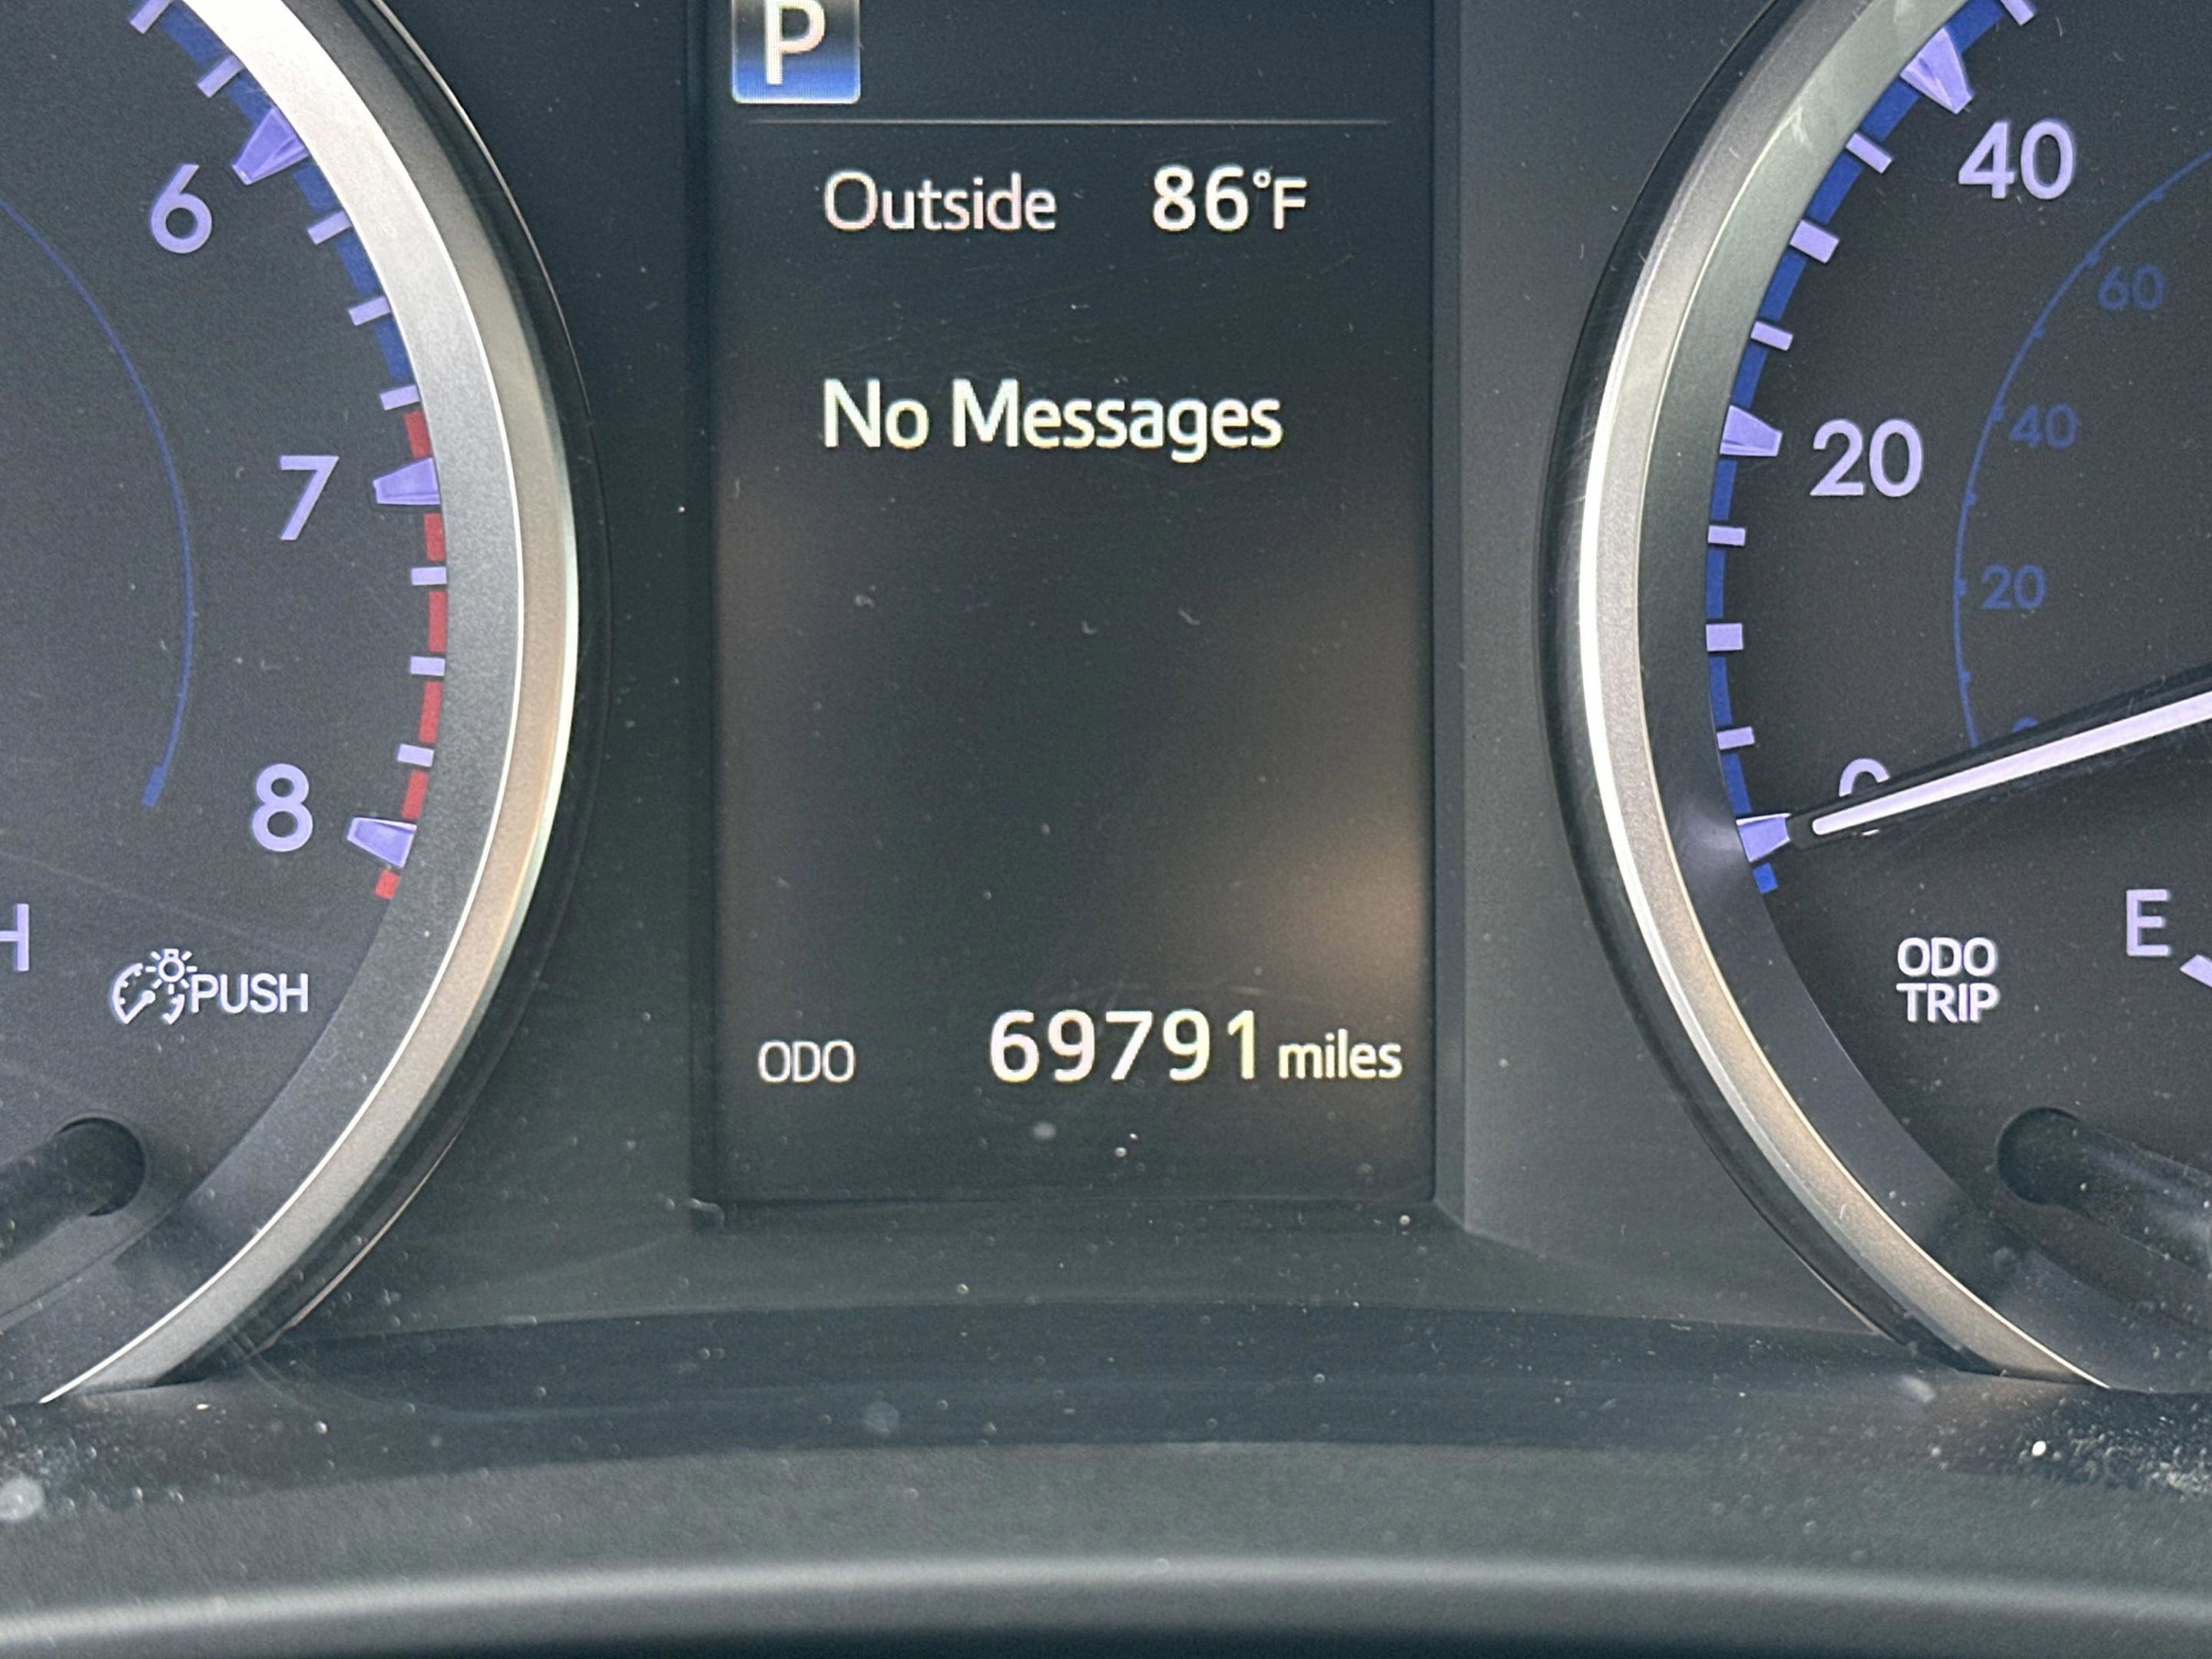 P
Outside 86°F
No Messages
ODO 69791 miles
6
7
8
H
PUSH
40
20
0
60
40
20
ODO
TRIP
E